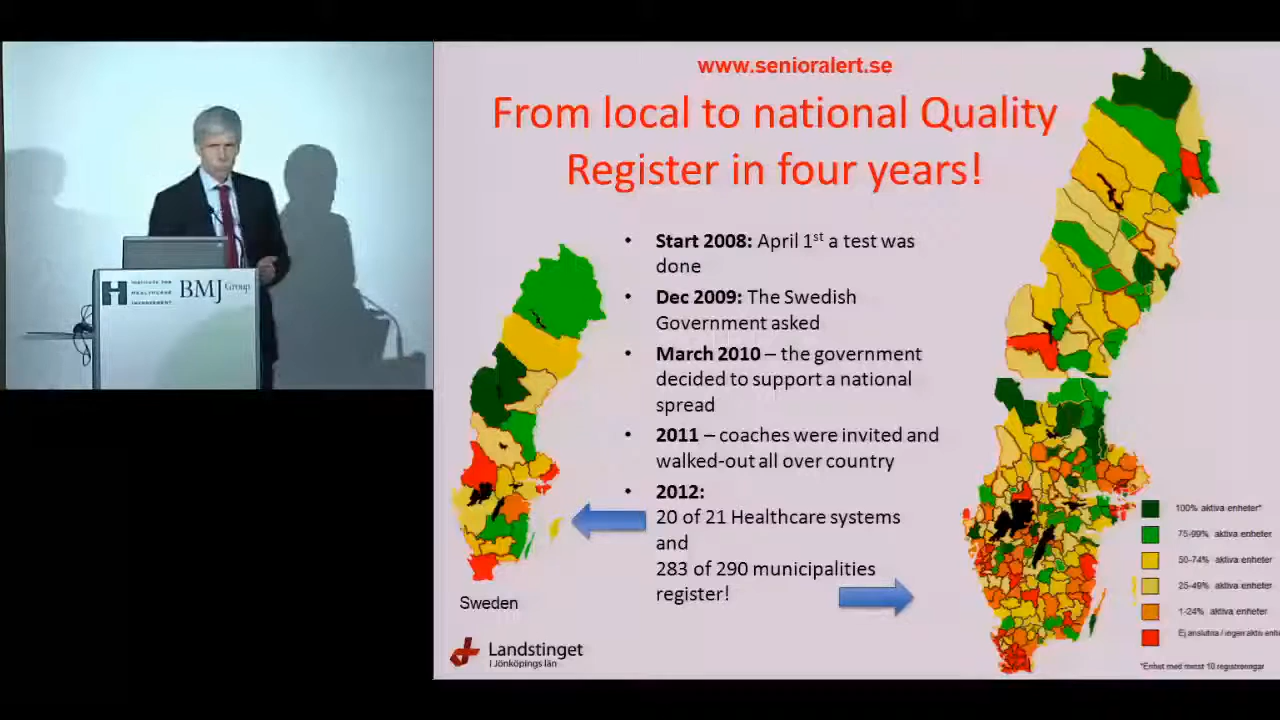 INSTITUTE FOR
HEALTHCARE
IMPROVEMENT
BMJ Group
www.senioralert.se
From local to national Quality
Register in four years!
• Start 2008: April 1st a test was
done
• Dec 2009: The Swedish
Government asked
• March 2010 – the government
decided to support a national
spread
• 2011 – coaches were invited and
walked-out all over country
• 2012:
20 of 21 Healthcare systems
and
283 of 290 municipalities
register!
Sweden
Landstinget
i Jönköpings län
100% aktiva enheter*
75-99% aktiva enheter
50-74% aktiva enheter
25-49% aktiva enheter
1-24% aktiva enheter
Ej anslutna / ingen aktiv
*Enhet med minst 10 registreringar